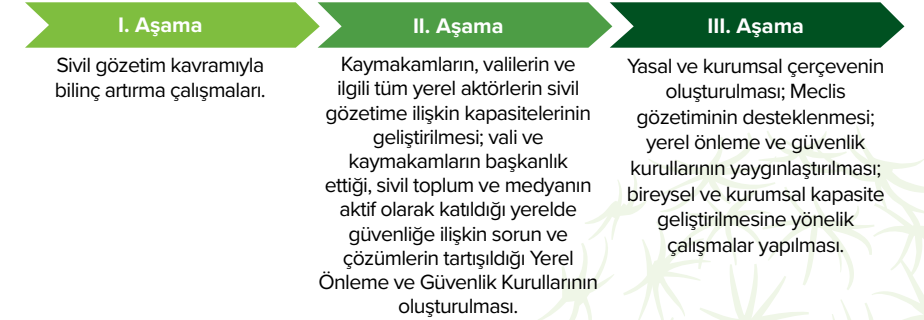 I. Aşama
Sivil gözetim kavramıyla
bilinç artırma çalışmaları.
II. Aşama
Kaymakamların, valilerin ve
ilgili tüm yerel aktörlerin sivil
gözetime ilişkin kapasitelerinin
geliştirilmesi; vali ve
kaymakamların başkanlık
ettiği, sivil toplum ve medyanın
aktif olarak katıldığı yerelde
güvenliğe ilişkin sorun ve
çözümlerin tartışıldığı Yerel
Önleme ve Güvenlik Kurullarının
oluşturulması.
III. Aşama
Yasal ve kurumsal çerçevenin
oluşturulması; Meclis
gözetiminin desteklenmesi;
yerel önleme ve güvenlik
kurullarının yaygınlaştırılması;
bireysel ve kurumsal kapasite
geliştirilmesine yönelik
çalışmalar yapılması.